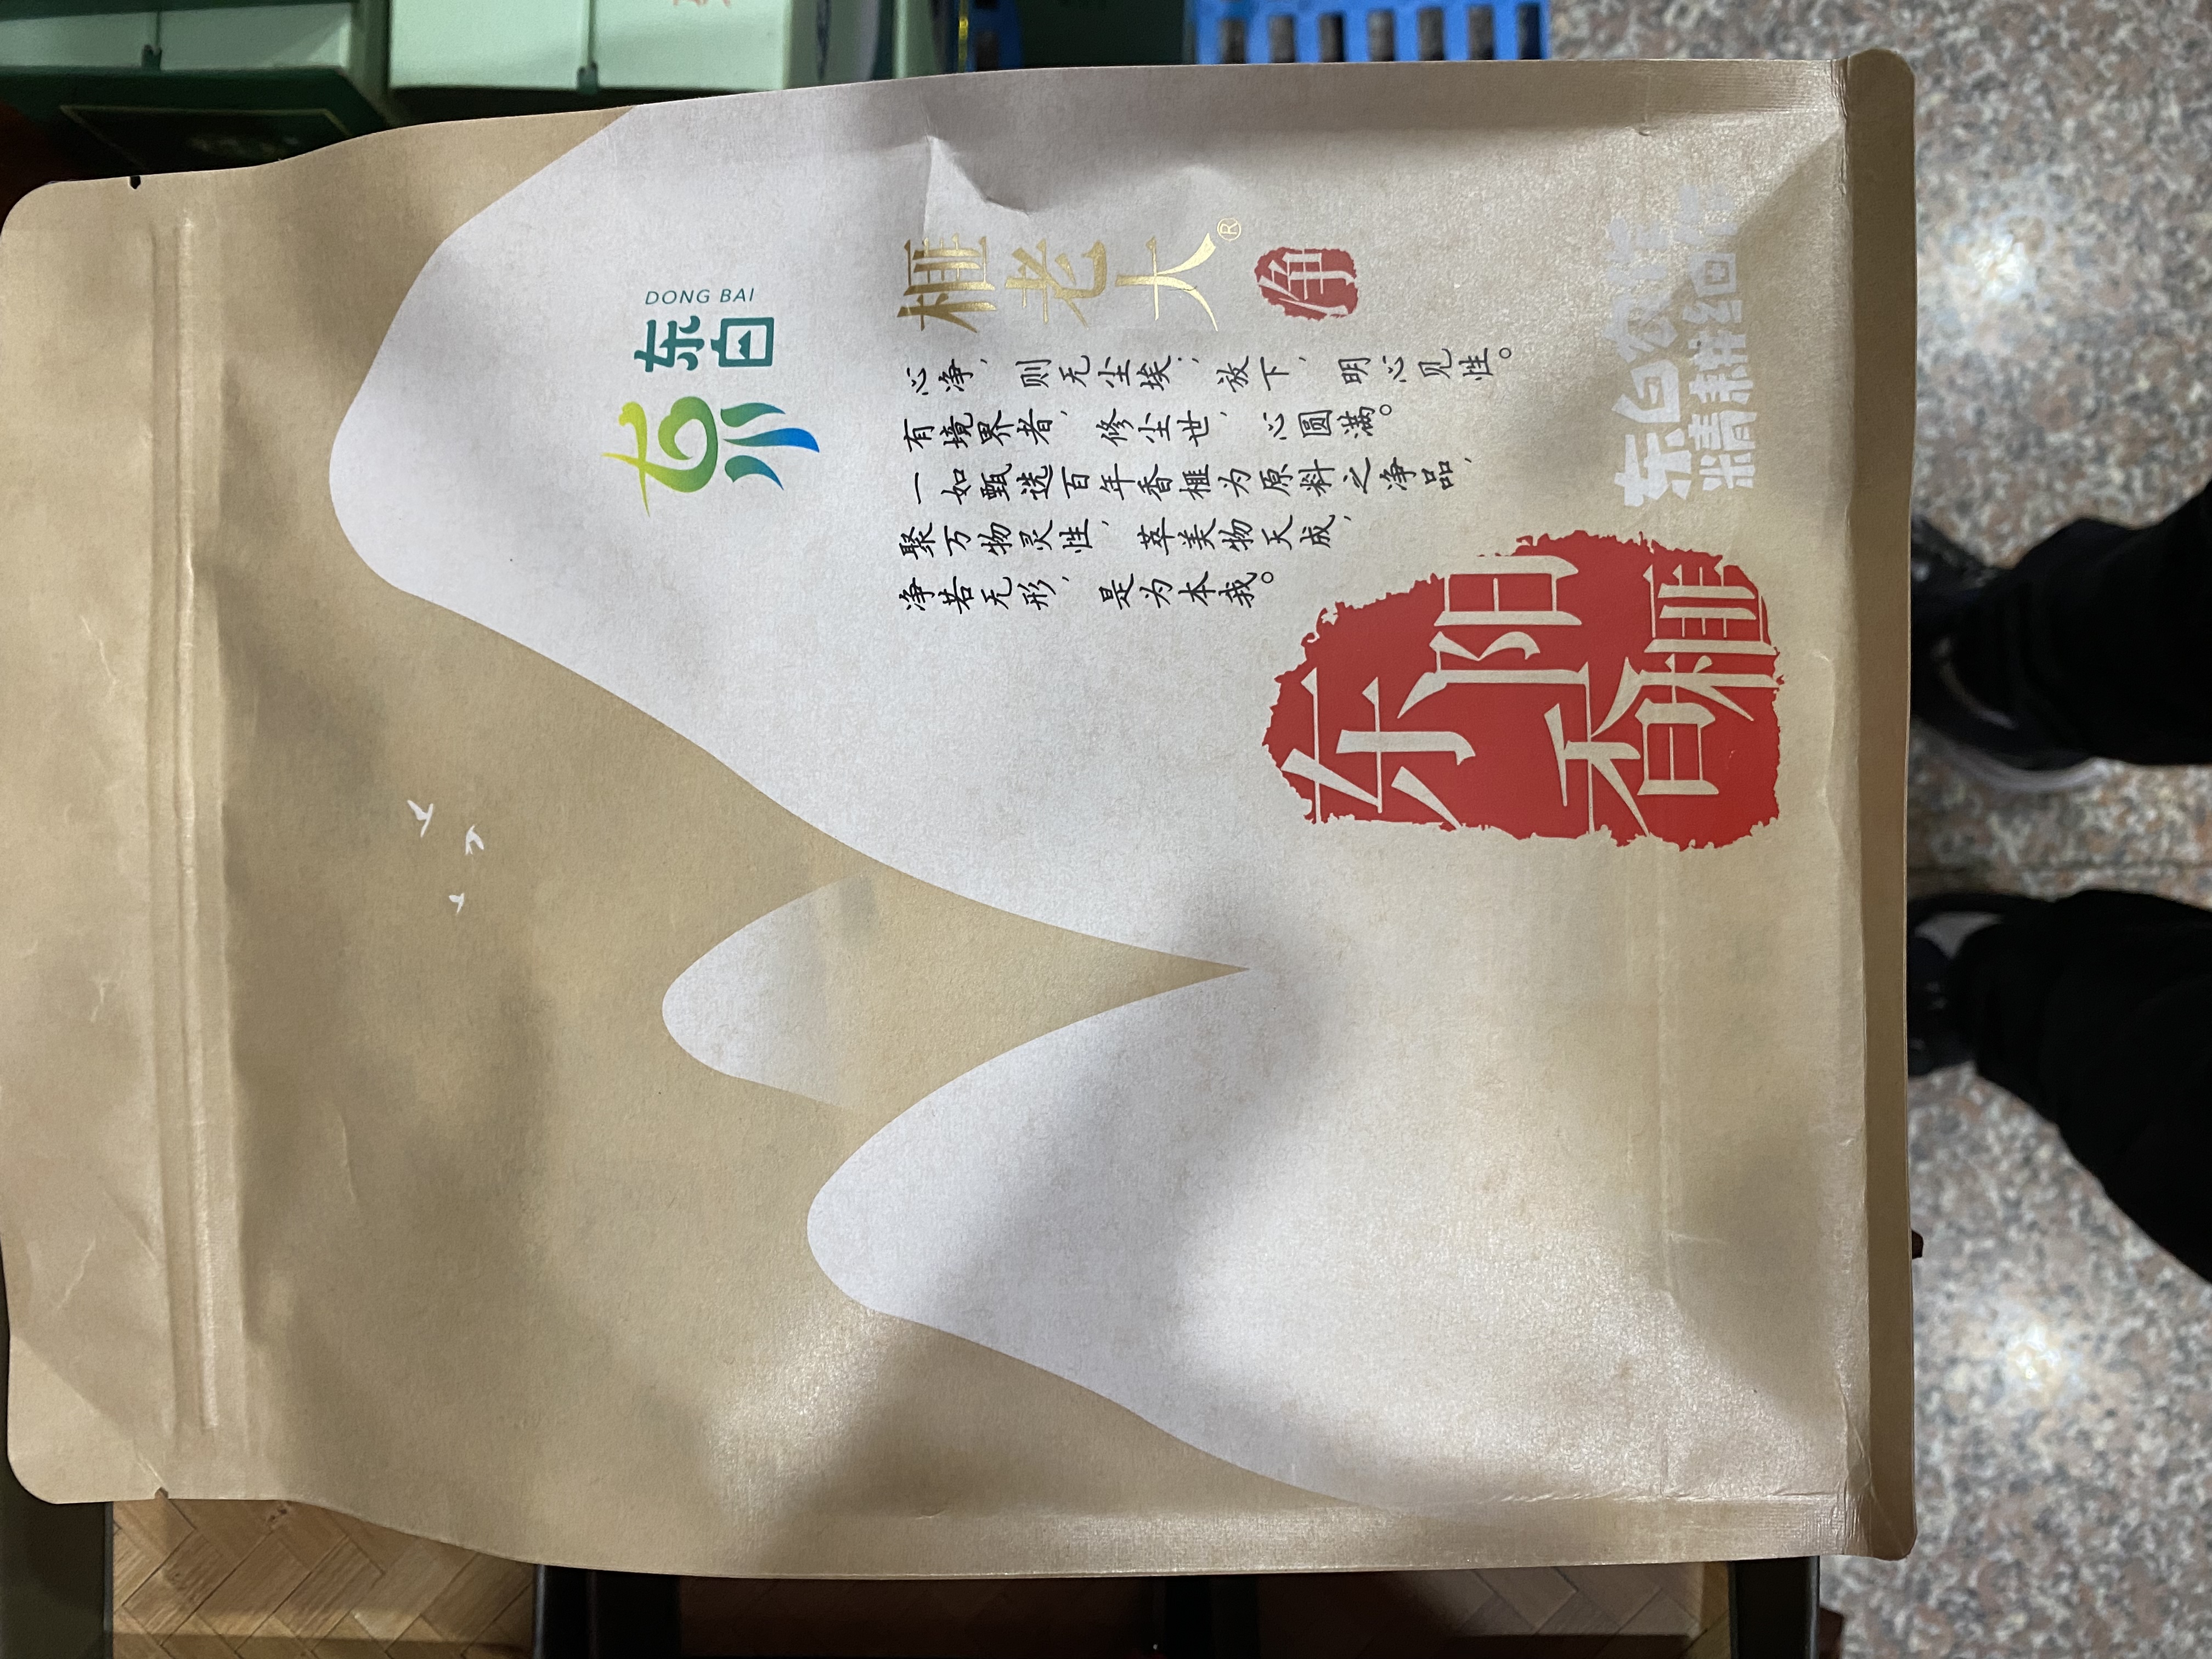 DONG BAI
东白
榧老大®
净
心净，则无尘埃；放下，明心见性。
有境界者，修尘世，心圆满。
一如甄选百年香榧为原料之净品，
聚万物灵性，萃美物天成，
净若无形，是为本我。
东阳
香榧
东白
精耕细